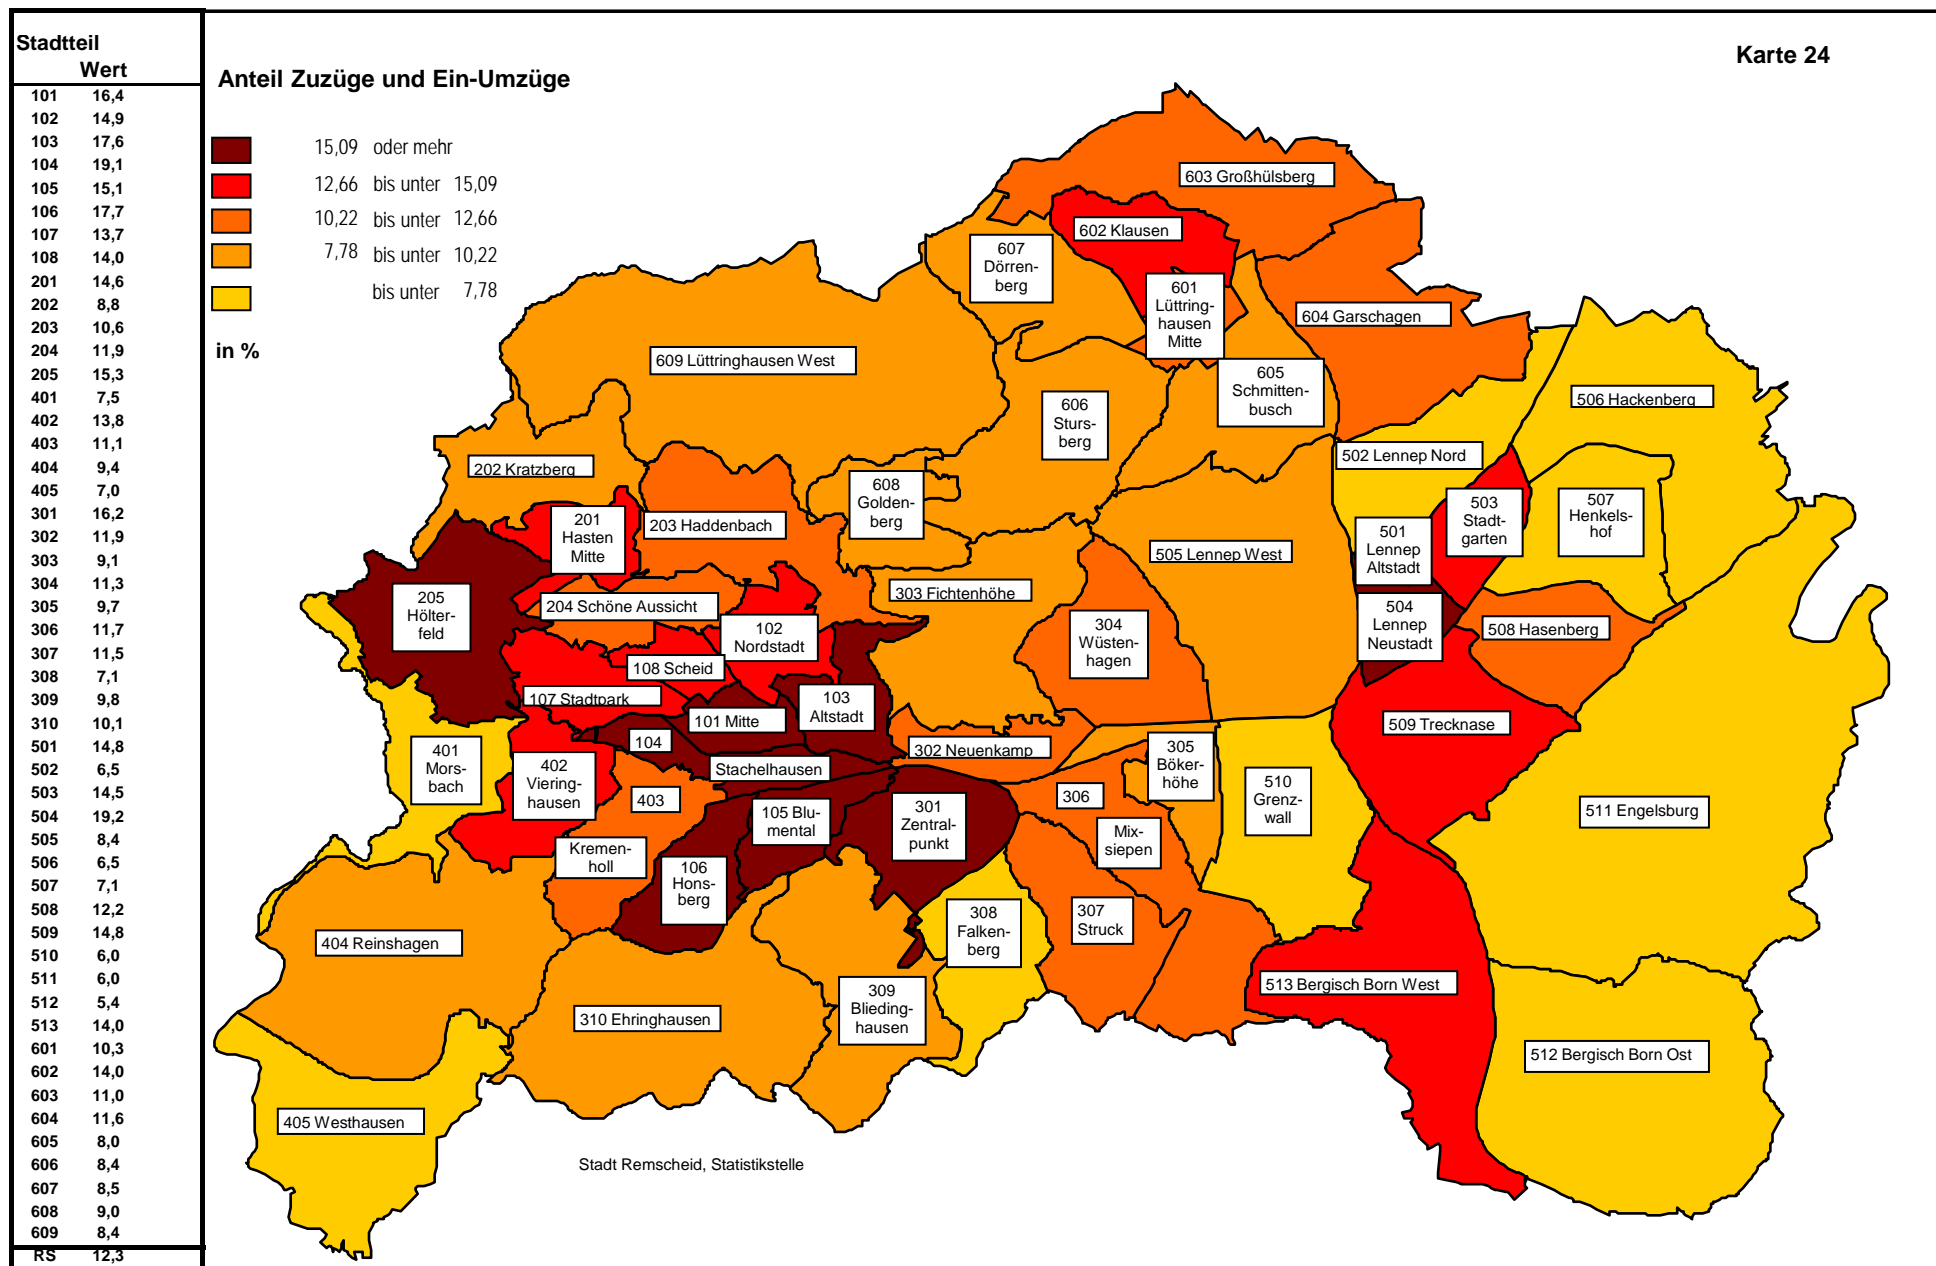 Stadtteil
Wert
101 16,4
102 14,9
103 17,6
104 19,1
105 15,1
106 17,7
107 13,7
108 14,0
201 14,6
202 8,8
203 10,6
204 11,9
205 15,3
401 7,5
402 13,8
403 11,1
404 9,4
405 7,0
301 16,2
302 11,9
303 9,1
304 11,3
305 9,7
306 11,7
307 11,5
308 7,1
309 9,8
310 10,1
501 14,8
502 6,5
503 14,5
504 19,2
505 8,4
506 6,5
507 7,1
508 12,2
509 14,8
510 6,0
511 6,0
512 5,4
513 14,0
601 10,3
602 14,0
603 11,0
604 11,6
605 8,0
606 8,4
607 8,5
608 9,0
609 8,4
RS 12,3
Karte 24
Anteil Zuzüge und Ein-Umzüge
15,09 oder mehr
12,66 bis unter 15,09
10,22 bis unter 12,66
7,78 bis unter 10,22
bis unter 7,78
in %
603 Großhülsberg
602 Klausen
607
Dörren-
berg
601
Lüttring-
hausen
Mitte
604 Garschagen
609 Lüttringhausen West
605
Schmitten-
busch
606
Sturs-
berg
506 Hackenberg
502 Lennep Nord
202 Kratzberg
608
Golden-
berg
503
Stadt-
garten
507
Henkels-
hof
201
Hasten
Mitte
203 Haddenbach
501
Lennep
Altstadt
505 Lennep West
205
Hölter-
feld
303 Fichtenhöhe
204 Schöne Aussicht
504
Lennep
Neustadt
304
Wüsten-
hagen
102
Nordstadt
508 Hasenberg
108 Scheid
107 Stadtpark
103
Altstadt
101 Mitte
509 Trecknase
104
Stachelhausen
302 Neuenkamp
305
Böker-
höhe
401
Mors-
bach
402
Viering-
hausen
510
Grenz-
wall
403
Kremen-
holl
306
Mix-
siepen
105 Blu-
mental
301
Zentral-
punkt
511 Engelsburg
106
Hons-
berg
307
Struck
308
Falken-
berg
404 Reinshagen
513 Bergisch Born West
309
Blieding-
hausen
310 Ehringhausen
512 Bergisch Born Ost
405 Westhausen
Stadt Remscheid, Statistikstelle